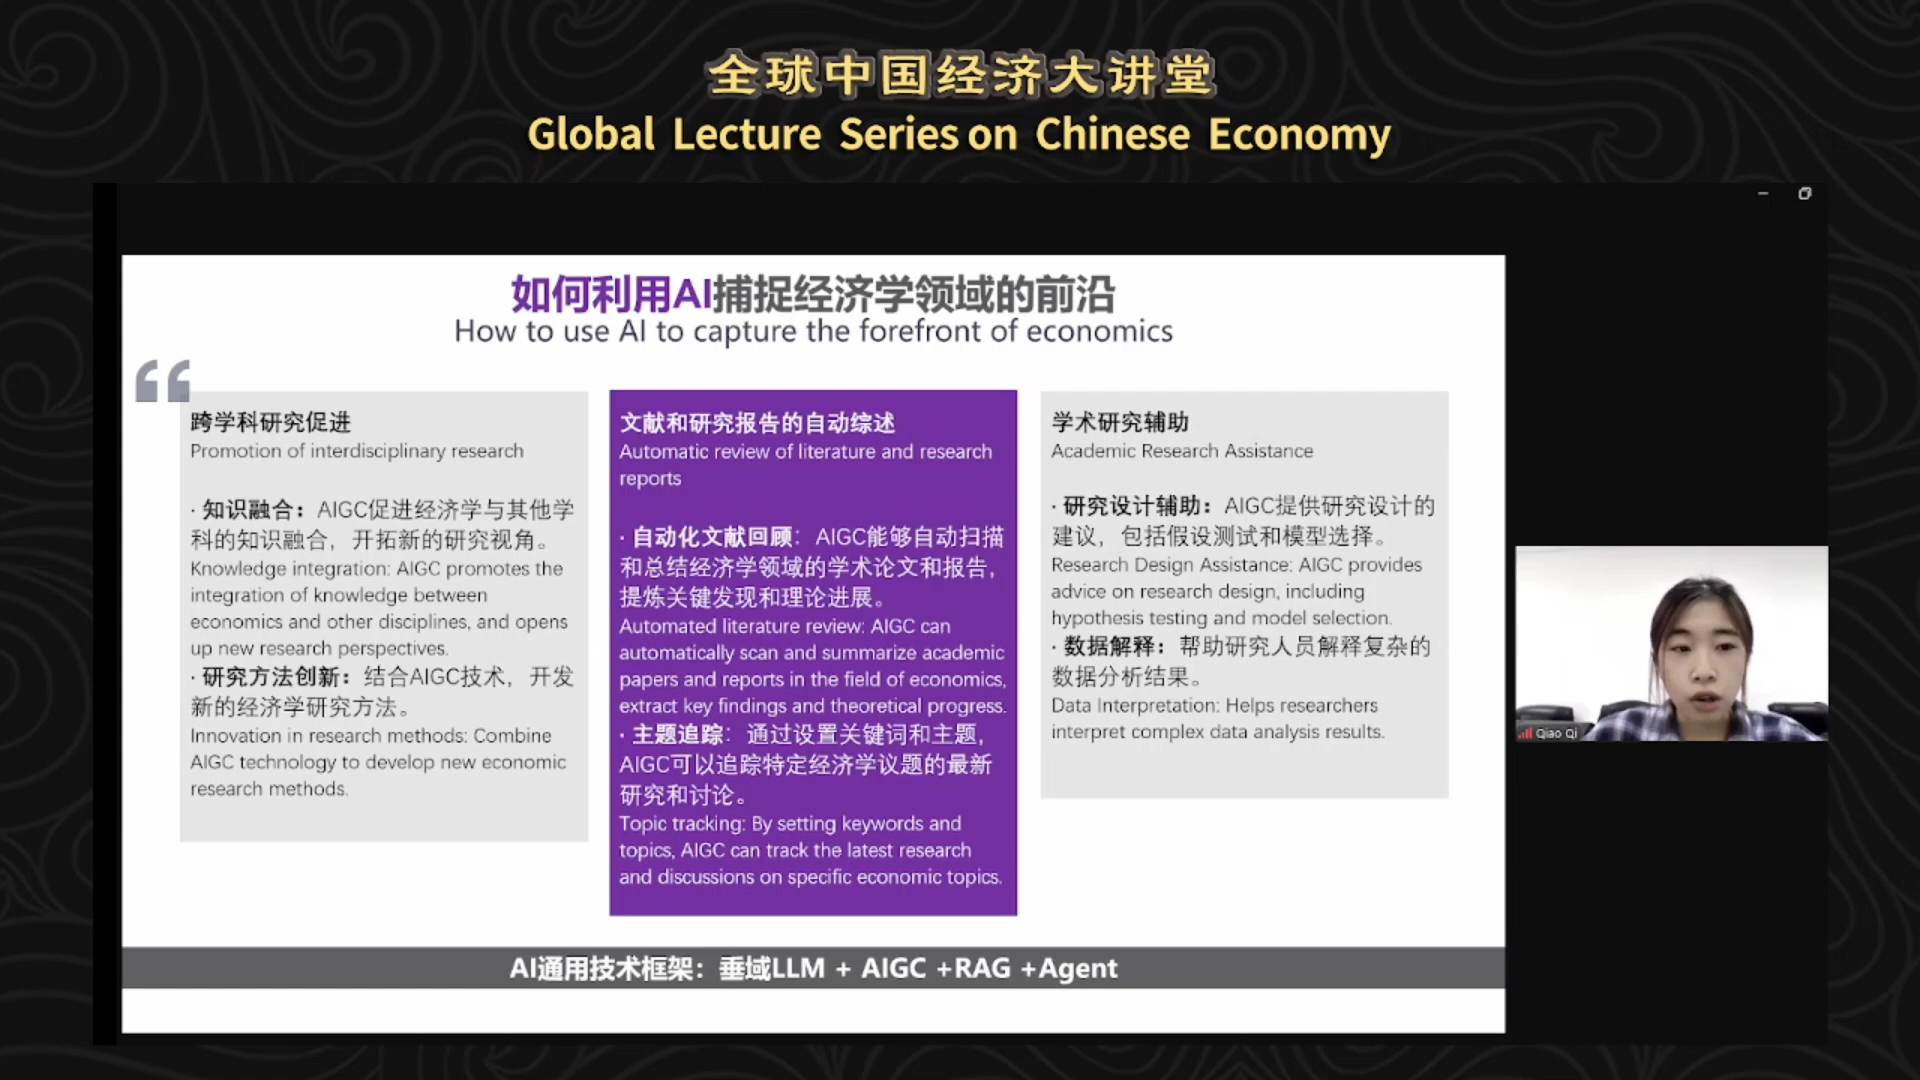 全球中国经济大讲堂
Global Lecture Series on Chinese Economy
如何利用AI捕捉经济学领域的前沿
How to use AI to capture the forefront of economics
跨学科研究促进
Promotion of interdisciplinary research
· 知识融合：AIGC促进经济学与其他学
科的知识融合，开拓新的研究视角。
Knowledge integration: AIGC promotes the
integration of knowledge between
economics and other disciplines, and opens
up new research perspectives.
· 研究方法创新：结合AIGC技术，开发
新的经济学研究方法。
Innovation in research methods: Combine
AIGC technology to develop new economic
research methods.
文献和研究报告的自动综述
Automatic review of literature and research
reports
· 自动化文献回顾：AIGC能够自动扫描
和总结经济学领域的学术论文和报告，
提炼关键发现和理论进展。
Automated literature review: AIGC can
automatically scan and summarize academic
papers and reports in the field of economics,
extract key findings and theoretical progress.
· 主题追踪：通过设置关键词和主题，
AIGC可以追踪特定经济学议题的最新
研究和讨论。
Topic tracking: By setting keywords and
topics, AIGC can track the latest research
and discussions on specific economic topics.
学术研究辅助
Academic Research Assistance
· 研究设计辅助：AIGC提供研究设计的
建议，包括假设测试和模型选择。
Research Design Assistance: AIGC provides
advice on research design, including
hypothesis testing and model selection.
· 数据解释：帮助研究人员解释复杂的
数据分析结果。
Data Interpretation: Helps researchers
interpret complex data analysis results.
AI通用技术框架：垂域LLM + AIGC +RAG +Agent
Qiao Qi